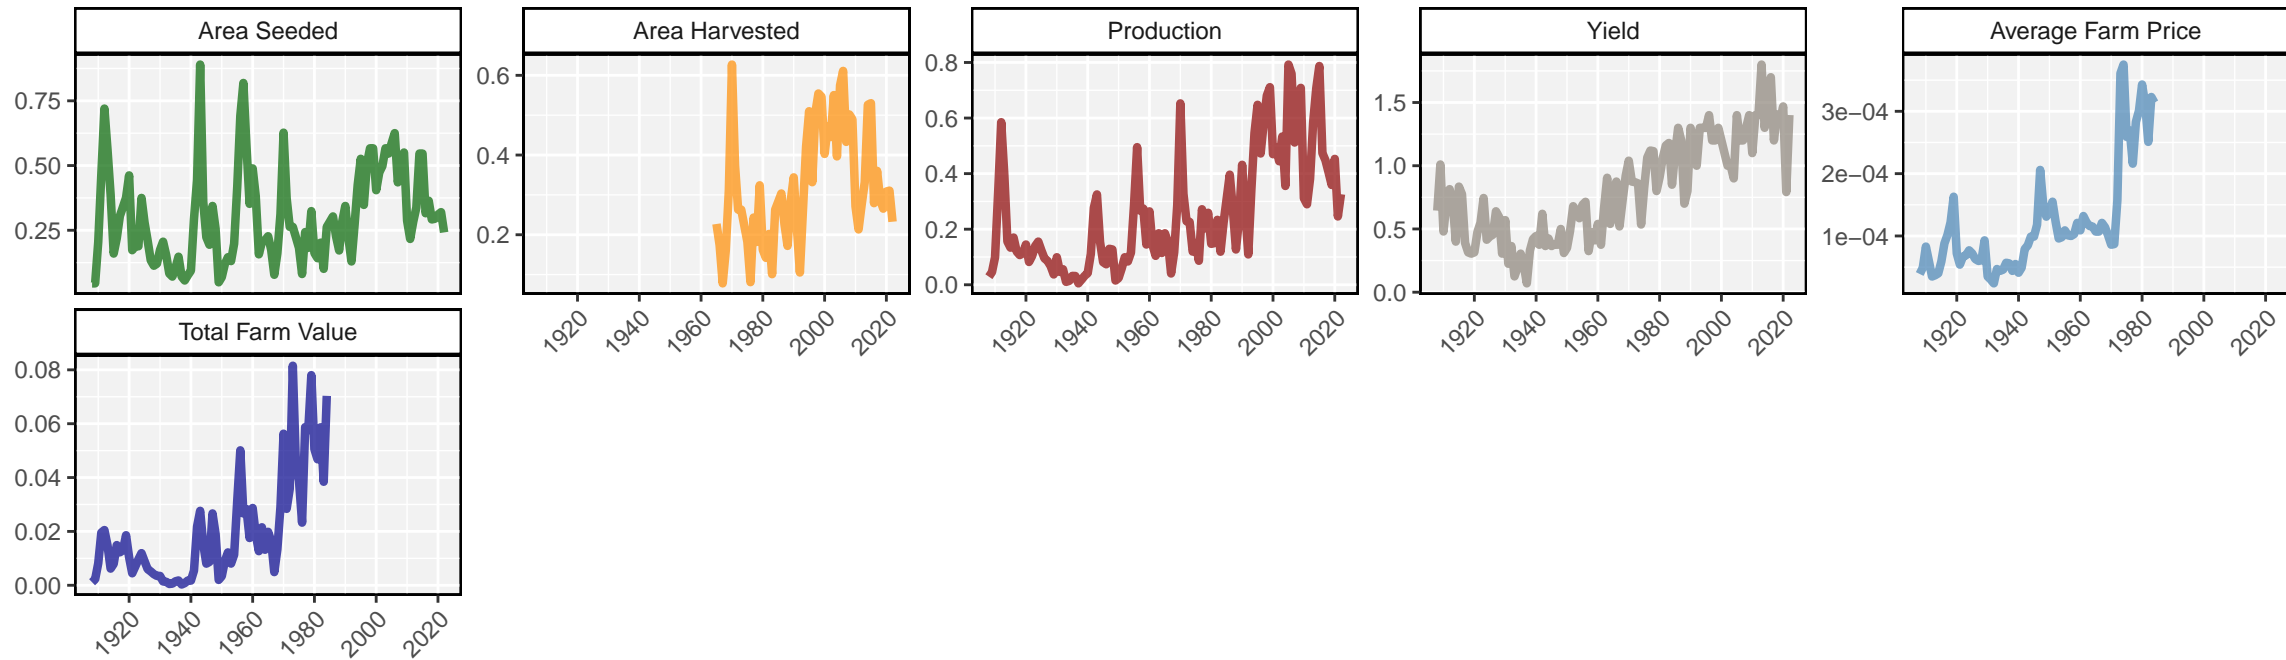 Area Seeded
Area Harvested
Production
Yield
Average Farm Price
0.75
0.50
0.25
0.6
0.4
0.2
1920 1940 1960 1980 2000 2020
0.8
0.6
0.4
0.2
0.0
1920 1940 1960 1980 2000 2020
1.5
1.0
0.5
0.0
1920 1940 1960 1980 2000 2020
3e−04
2e−04
1e−04
1920 1940 1960 1980 2000 2020
Total Farm Value
0.08
0.06
0.04
0.02
0.00
1920 1940 1960 1980 2000 2020